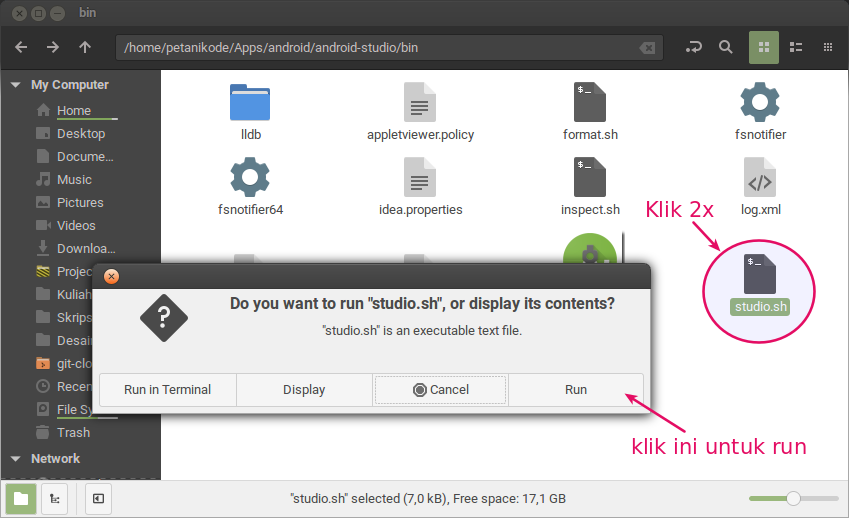 bin
/home/petanikode/Apps/android/android-studio/bin
My Computer
Home
Desktop
Docume...
Music
Pictures
Videos
Downloa...
Projec
Kuliah
Skrips
Desain
git-clo
Recen
File Sy
Trash
Network
lldb
appletviewer.policy
format.sh
fsnotifier
fsnotifier64
idea.properties
inspect.sh
log.xml
Klik 2x
studio.sh
Do you want to run "studio.sh", or display its contents?
"studio.sh" is an executable text file.
Run in Terminal
Display
Cancel
Run
klik ini untuk run
"studio.sh" selected (7,0 kB), Free space: 17,1 GB